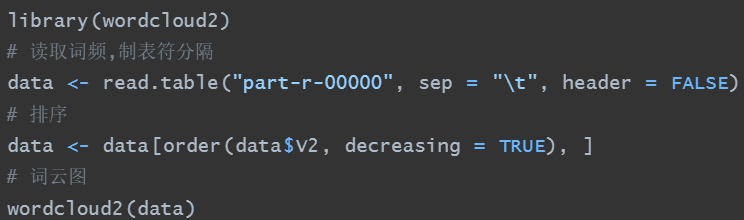 library(wordcloud2)
# 读取词频,制表符分隔
data <- read.table("part-r-00000", sep = "\t", header = FALSE)
# 排序
data <- data[order(data$V2, decreasing = TRUE), ]
# 词云图
wordcloud2(data)